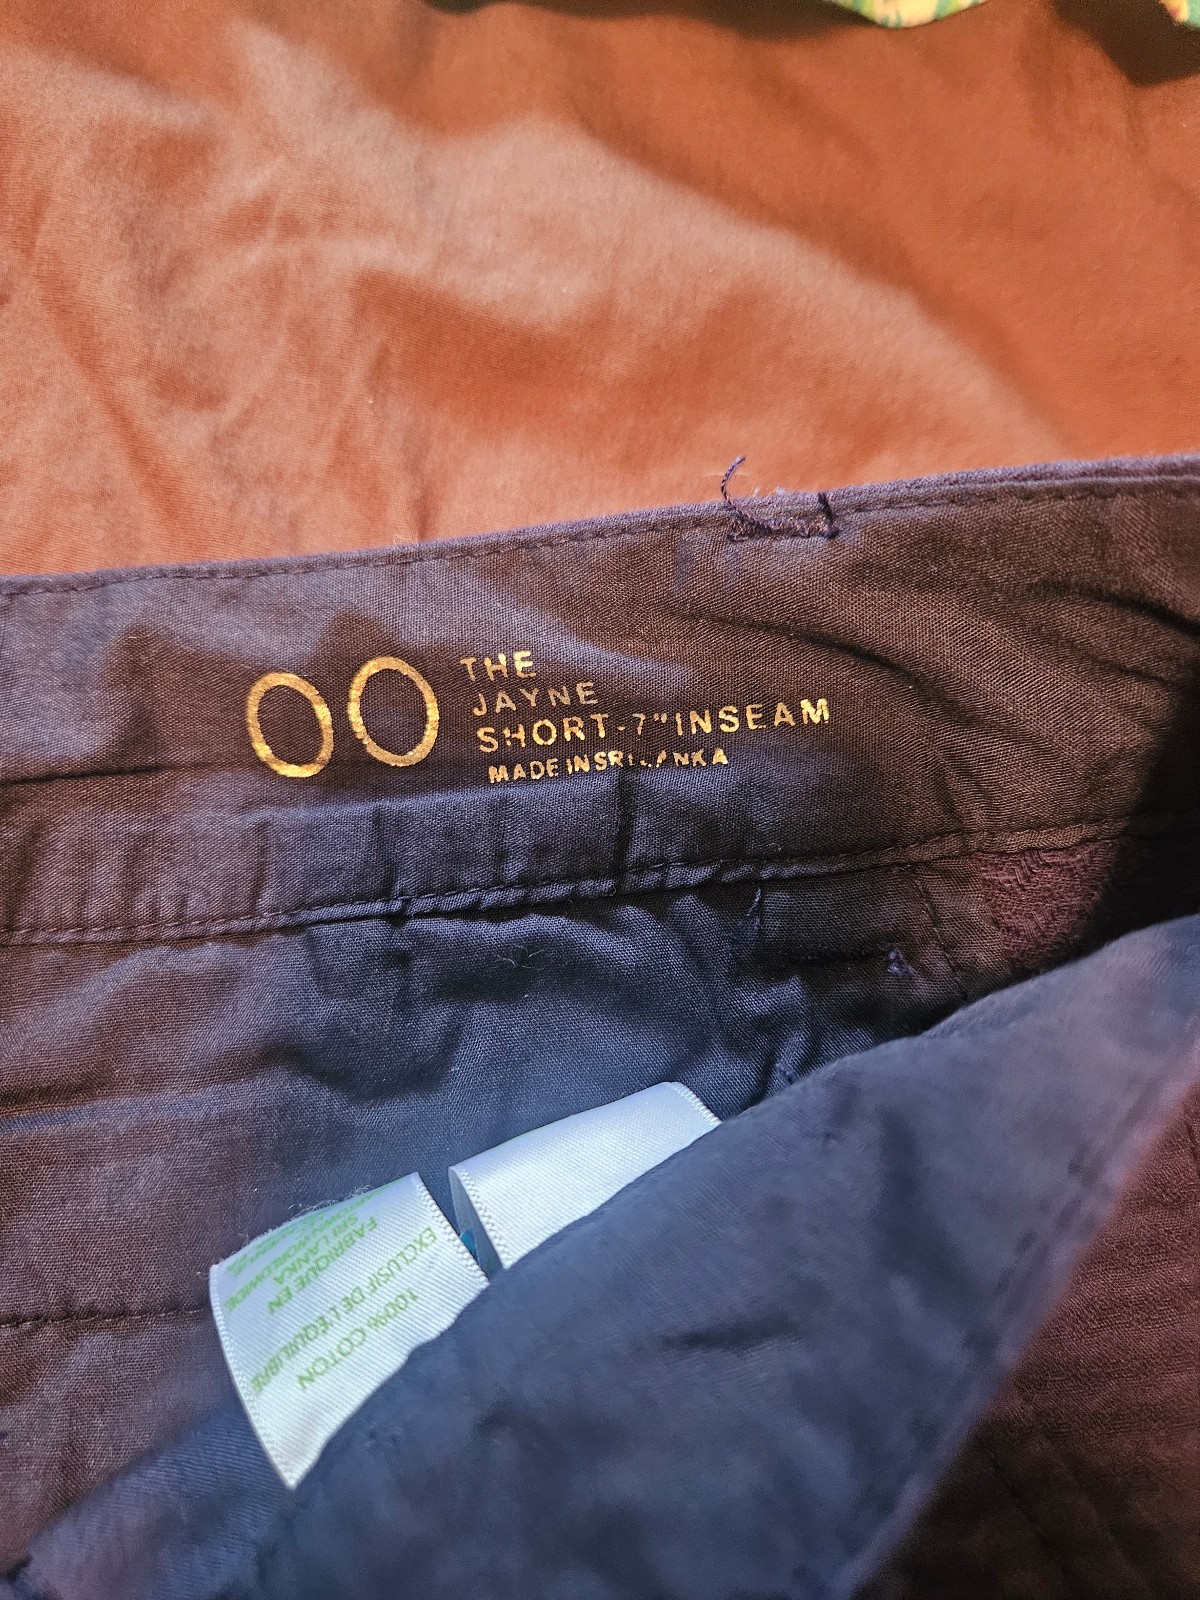 00
THE
JAYNE
SHORT-7" INSEAM
MADE IN SRI LANKA
100% COTON
EXCLUSIF DE L'EQUILIBRE
FABRIQUE EN
SRI LANKA